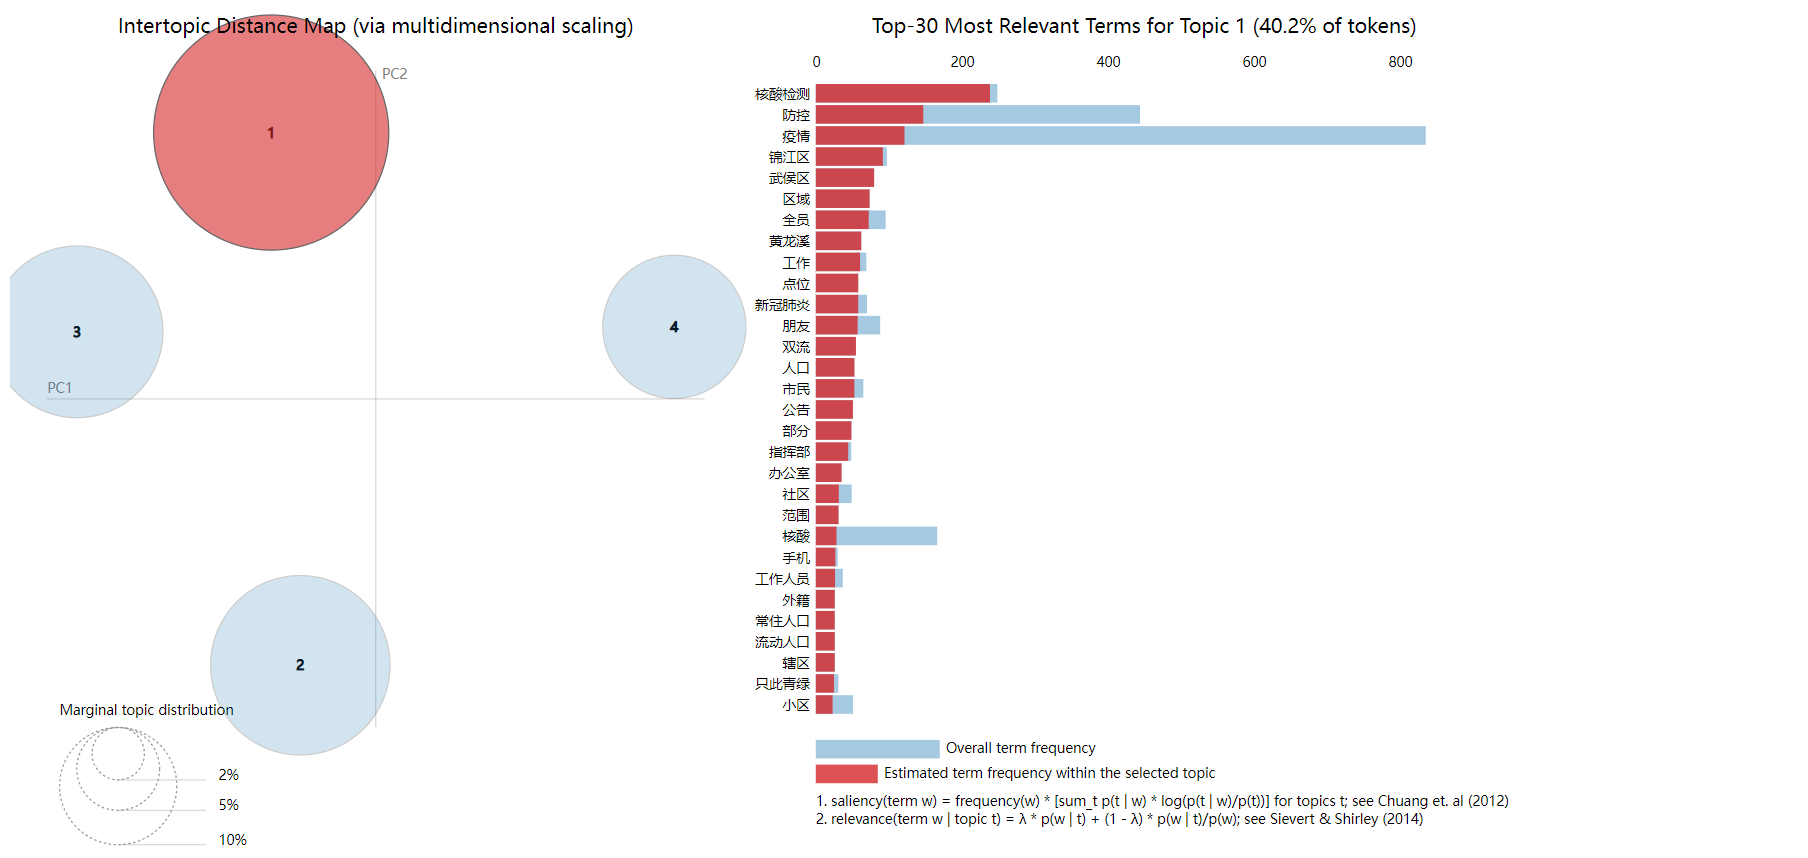 Intertopic Distance Map (via multidimensional scaling)
PC2
1
3
4
PC1
2
Marginal topic distribution
2%
5%
10%
Top-30 Most Relevant Terms for Topic 1 (40.2% of tokens)
0 200 400 600 800
核酸检测
防控
疫情
锦江区
武侯区
区域
全员
黄龙溪
工作
点位
新冠肺炎
朋友
双流
人口
市民
公告
部分
指挥部
办公室
社区
范围
核酸
手机
工作人员
外籍
常住人口
流动人口
辖区
只此青绿
小区
Overall term frequency
Estimated term frequency within the selected topic
1. saliency(term w) = frequency(w) * [sum_t p(t | w) * log(p(t | w)/p(t))] for topics t; see Chuang et. al (2012)
2. relevance(term w | topic t) = λ * p(w | t) + (1 - λ) * p(w | t)/p(w); see Sievert & Shirley (2014)